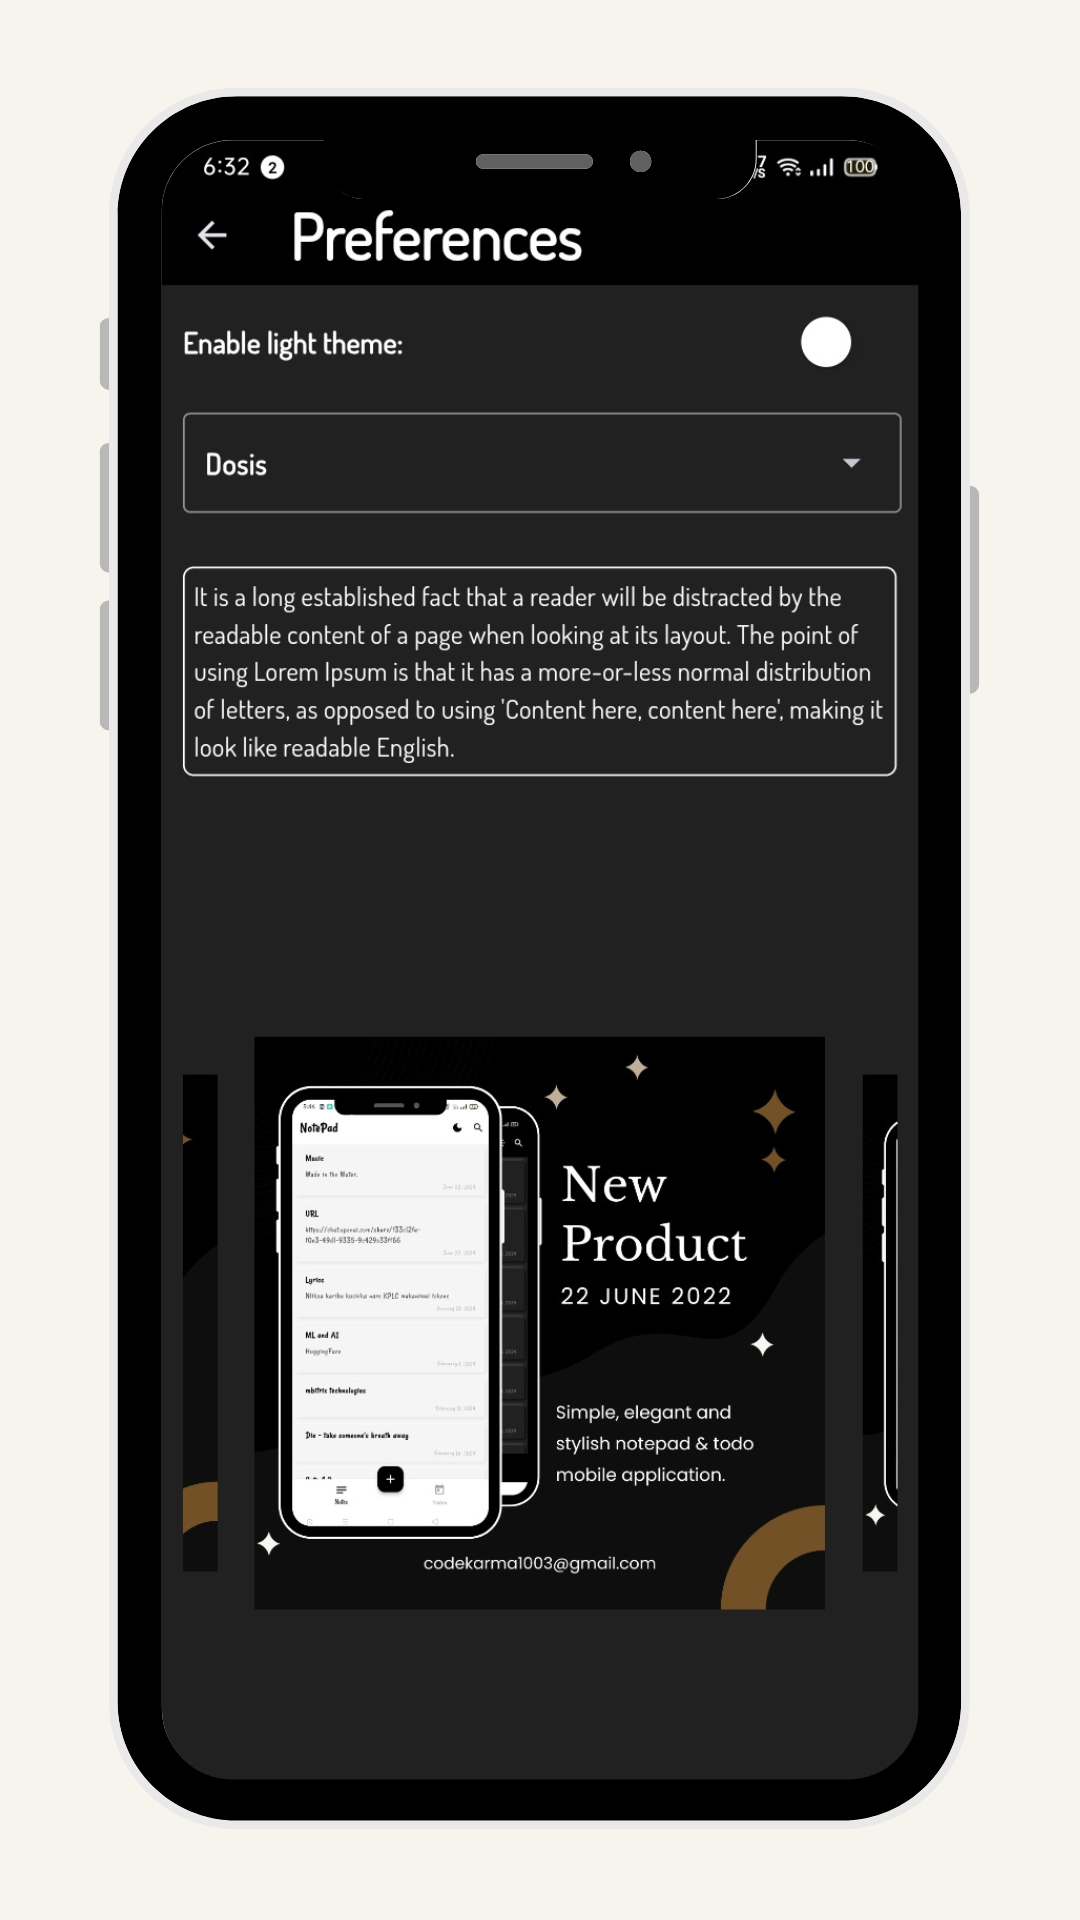 6:32 2
7
/s
100
Preferences
Enable light theme:
Dosis
It is a long established fact that a reader will be distracted by the
readable content of a page when looking at its layout. The point of
using Lorem Ipsum is that it has a more-or-less normal distribution
of letters, as opposed to using 'Content here, content here', making it
look like readable English.
NotePad
Music
Made in the Water.
URL
Lyrics
ML and AI
HuggingFace
mbitrix technologies
Die - take someone's breath away
Notes
New
Product
22 JUNE 2022
Simple, elegant and
stylish notepad & todo
mobile application.
codekarma1003@gmail.com